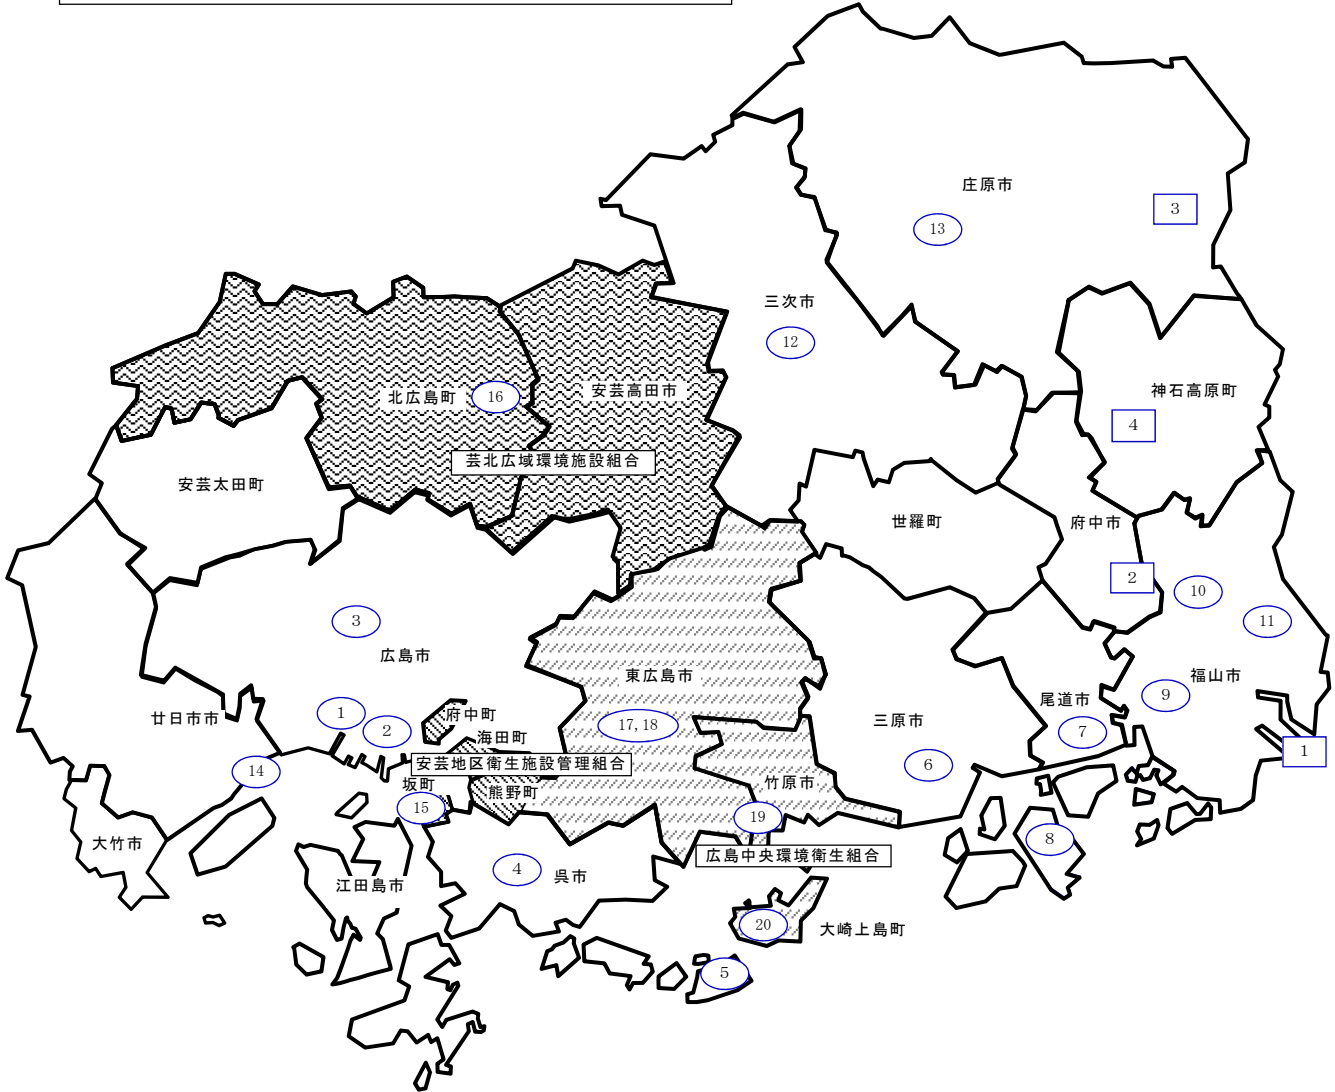 庄原市
3
13
三次市
12
神石高原町
4
北広島町
16
安芸高田市
芸北広域環境施設組合
安芸太田町
世羅町
府中市
2
10
11
3
広島市
東広島市
福山市
9
尾道市
7
1
廿日市市
1
2
府中町
海田町
17,18
三原市
6
安芸地区衛生施設管理組合
14
坂町
熊野町
15
竹原市
19
8
大竹市
広島中央環境衛生組合
4
呉市
江田島市
20
大崎上島町
5